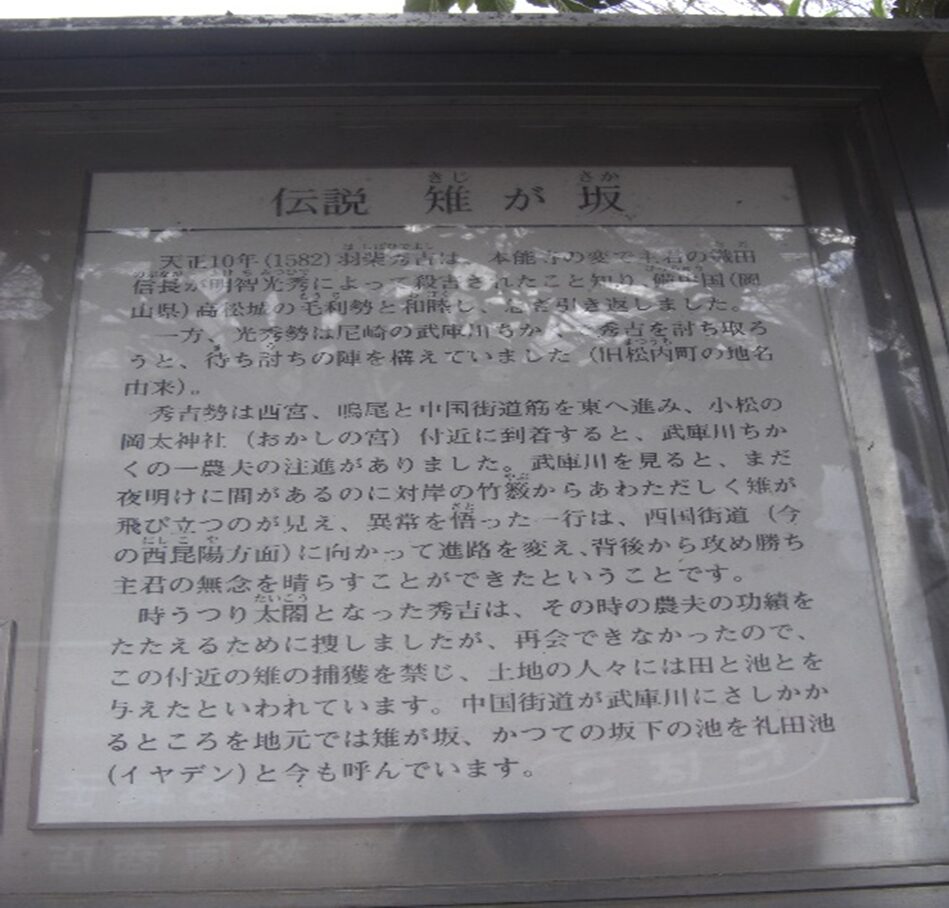 伝説 雉が坂
天正10年(1582)羽柴秀吉は、本能寺の変で主君の織田
信長が明智光秀によって殺害されたこと知り、備中国(岡
山県)高松城の毛利勢と和睦し、急ぎ引き返しました。
一方、光秀勢は尼崎の武庫川ちかくで秀吉を討ち取ろ
うと、待ち討ちの陣を構えていました(旧松内町の地名
由来)。
秀吉勢は西宮、鳴尾と中国街道筋を東へ進み、小松の
岡太神社(おかしの宮)付近に到着すると、武庫川ちか
くの一農夫の注進がありました。武庫川を見ると、まだ
夜明けに間があるのに対岸の竹薮からあわただしく雉が
飛び立つのが見え、異常を悟った一行は、西国街道(今
の西昆陽方面)に向かって進路を変え、背後から攻め勝ち
主君の無念を晴らすことができたということです。
時うつり太閤となった秀吉は、その時の農夫の功績を
たたえるために捜しましたが、再会できなかったので、
この付近の雉の捕獲を禁じ、土地の人々には田と池とを
与えたといわれています。中国街道が武庫川にさしかか
るところを地元では雉が坂、かつての坂下の池を礼田池
(イヤデン)と今も呼んでいます。